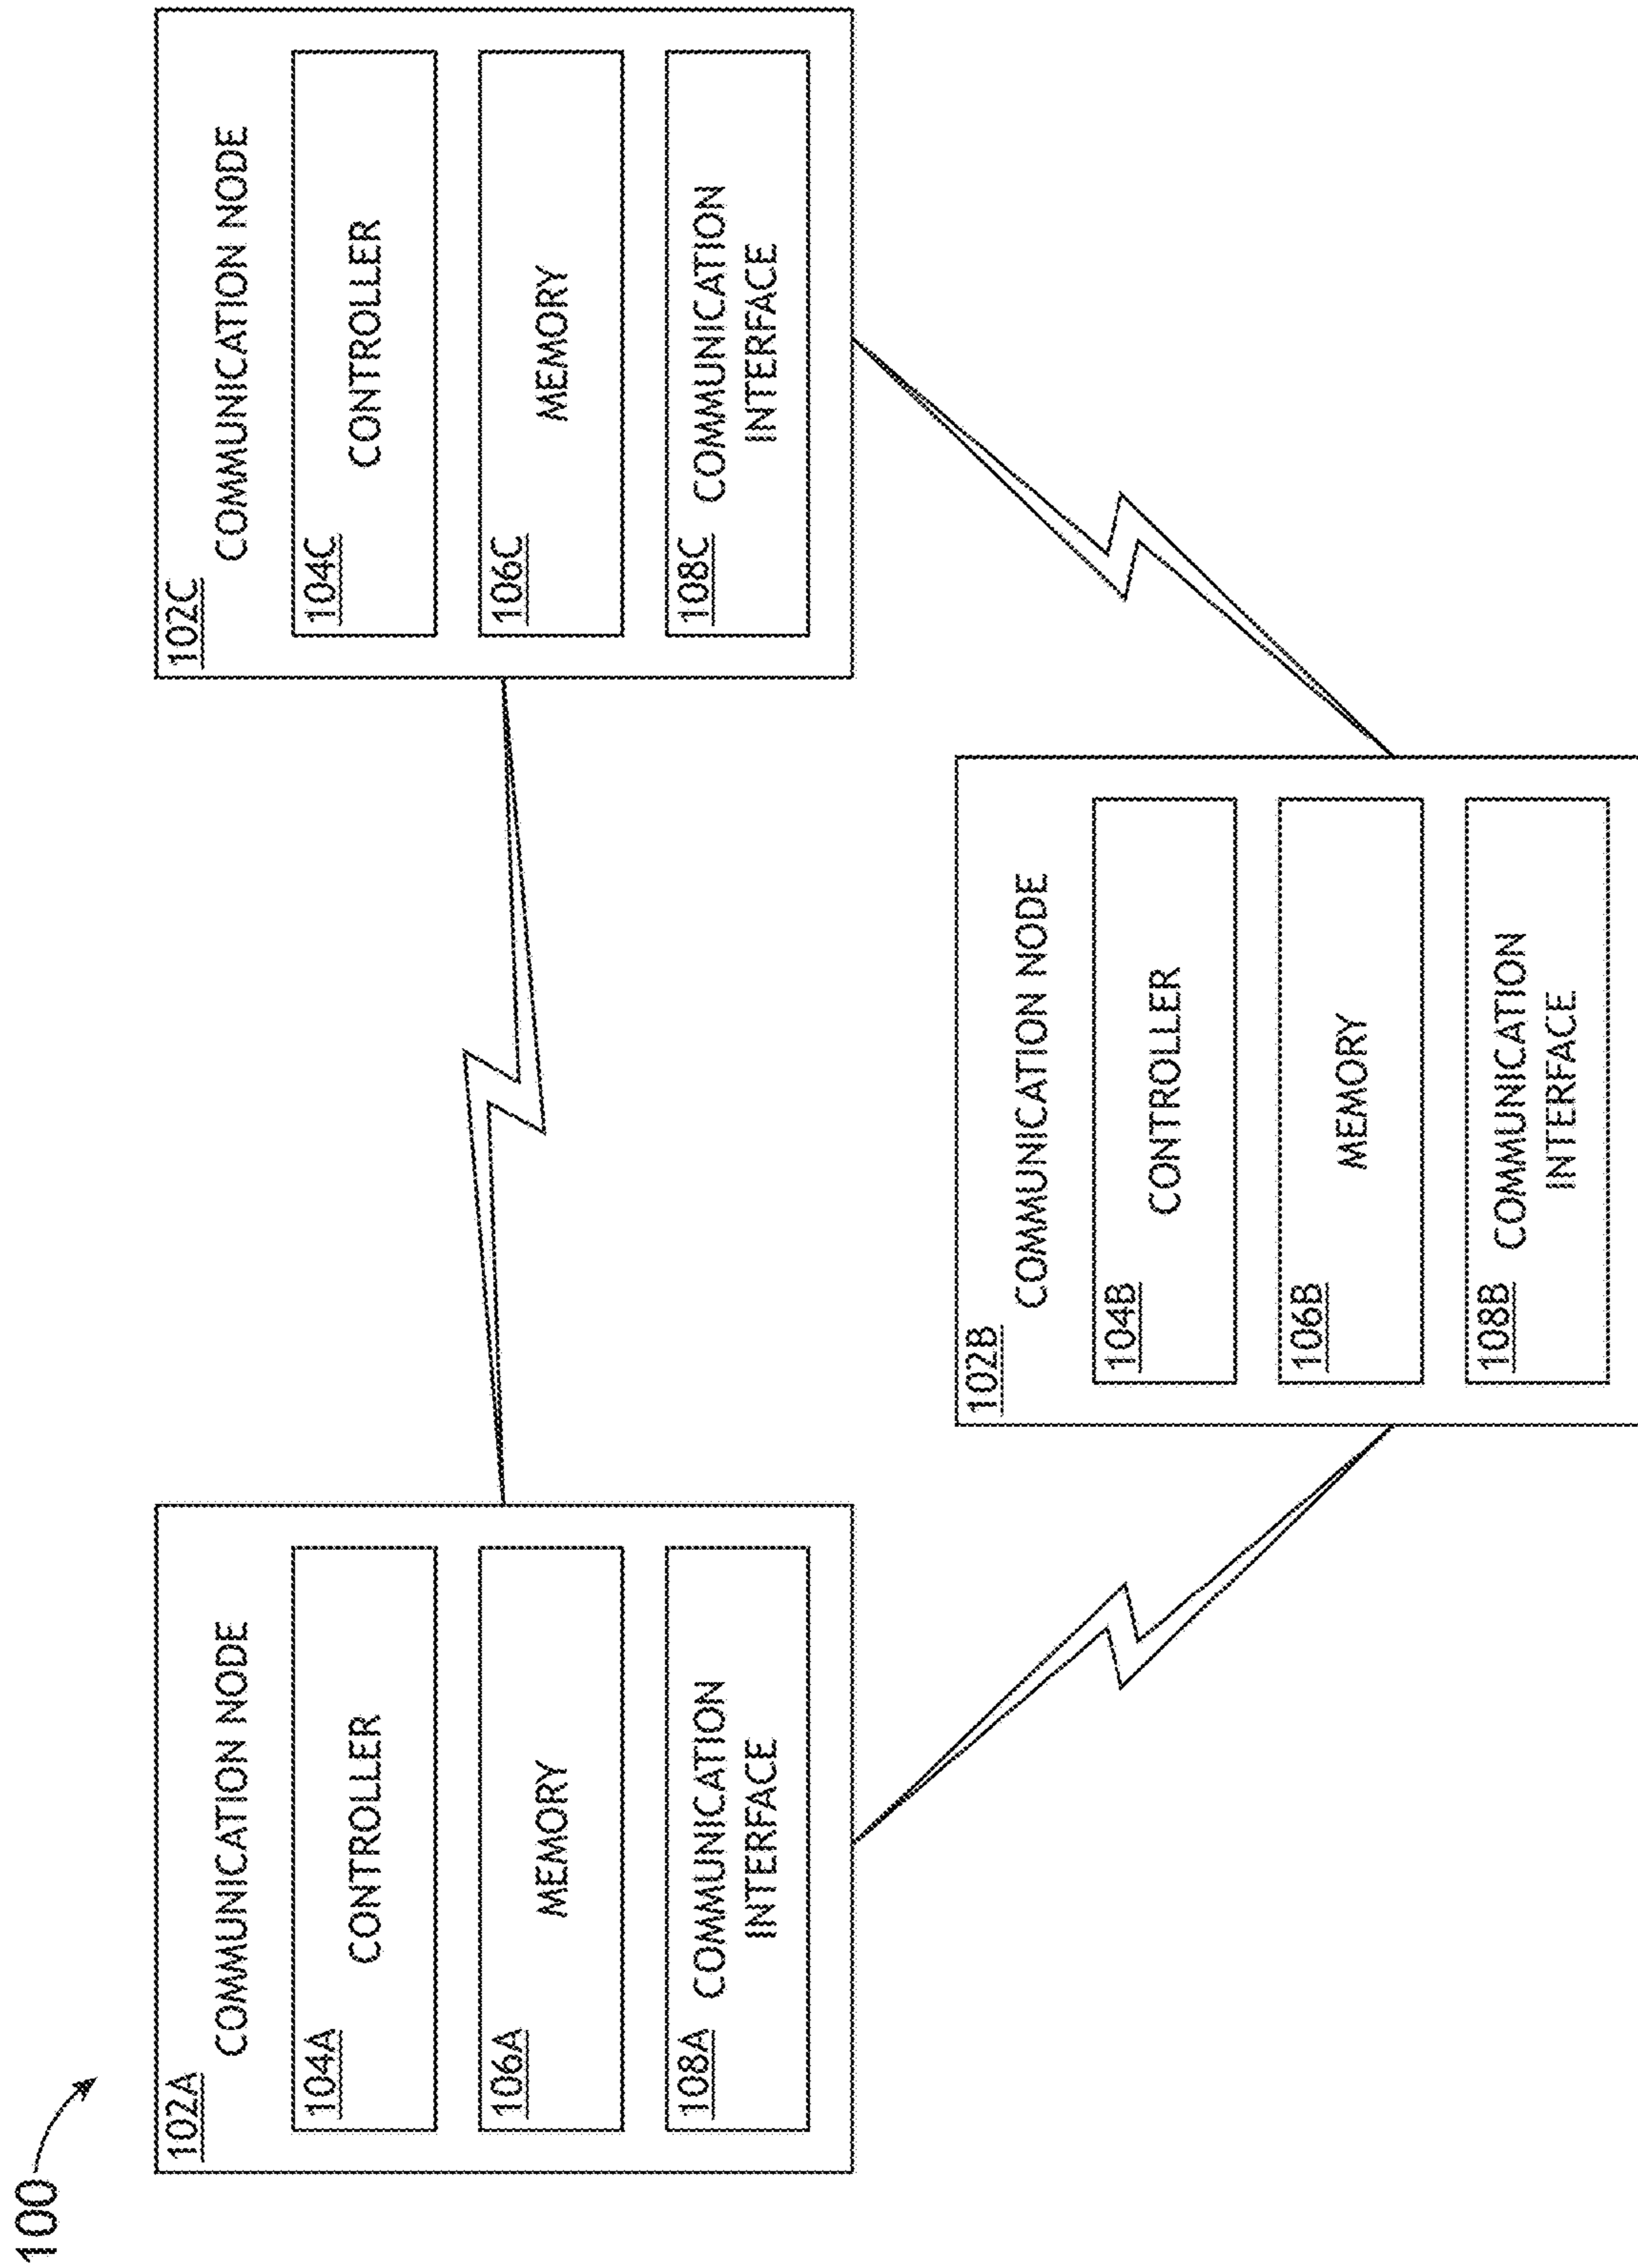 100
102A
COMMUNICATION NODE
104A
CONTROLLER
106A
MEMORY
108A COMMUNICATION
INTERFACE
102C
COMMUNICATION NODE
104C
CONTROLLER
106C
MEMORY
108C COMMUNICATION
INTERFACE
102B
COMMUNICATION NODE
104B
CONTROLLER
106B
MEMORY
108B COMMUNICATION
INTERFACE